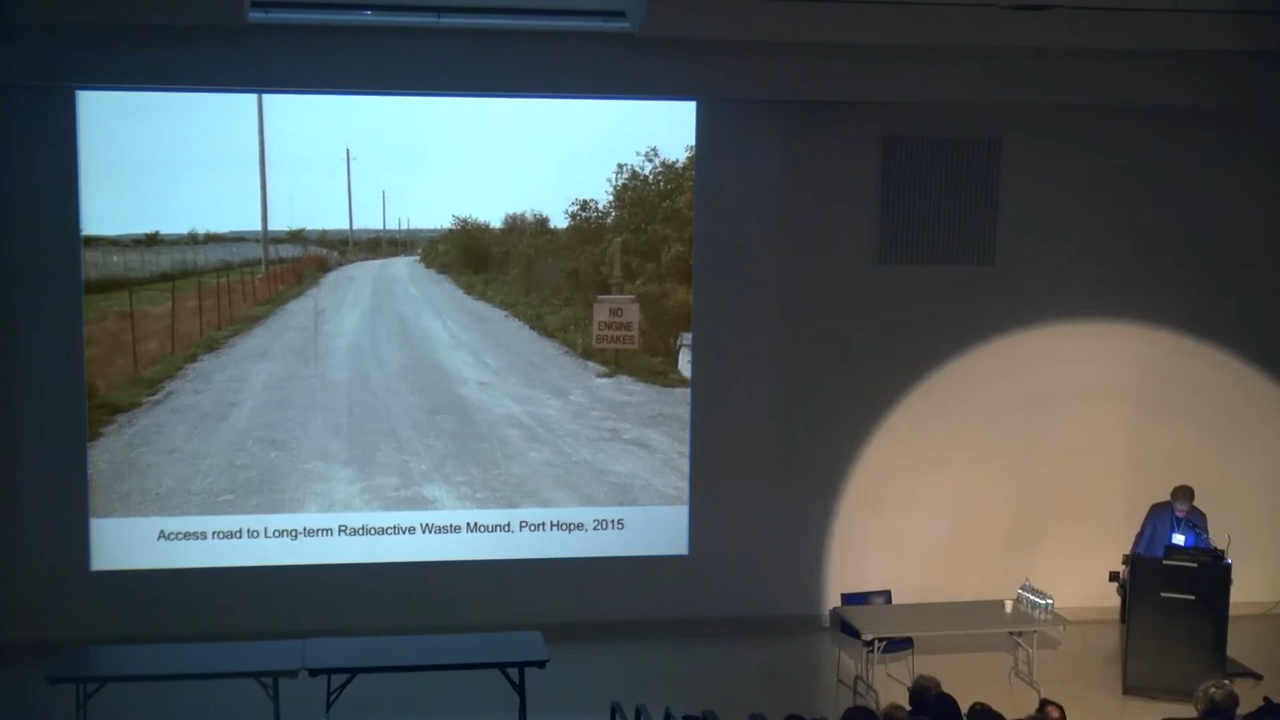 NO
ENGINE
BRAKES
Access road to Long-term Radioactive Waste Mound, Port Hope, 2015